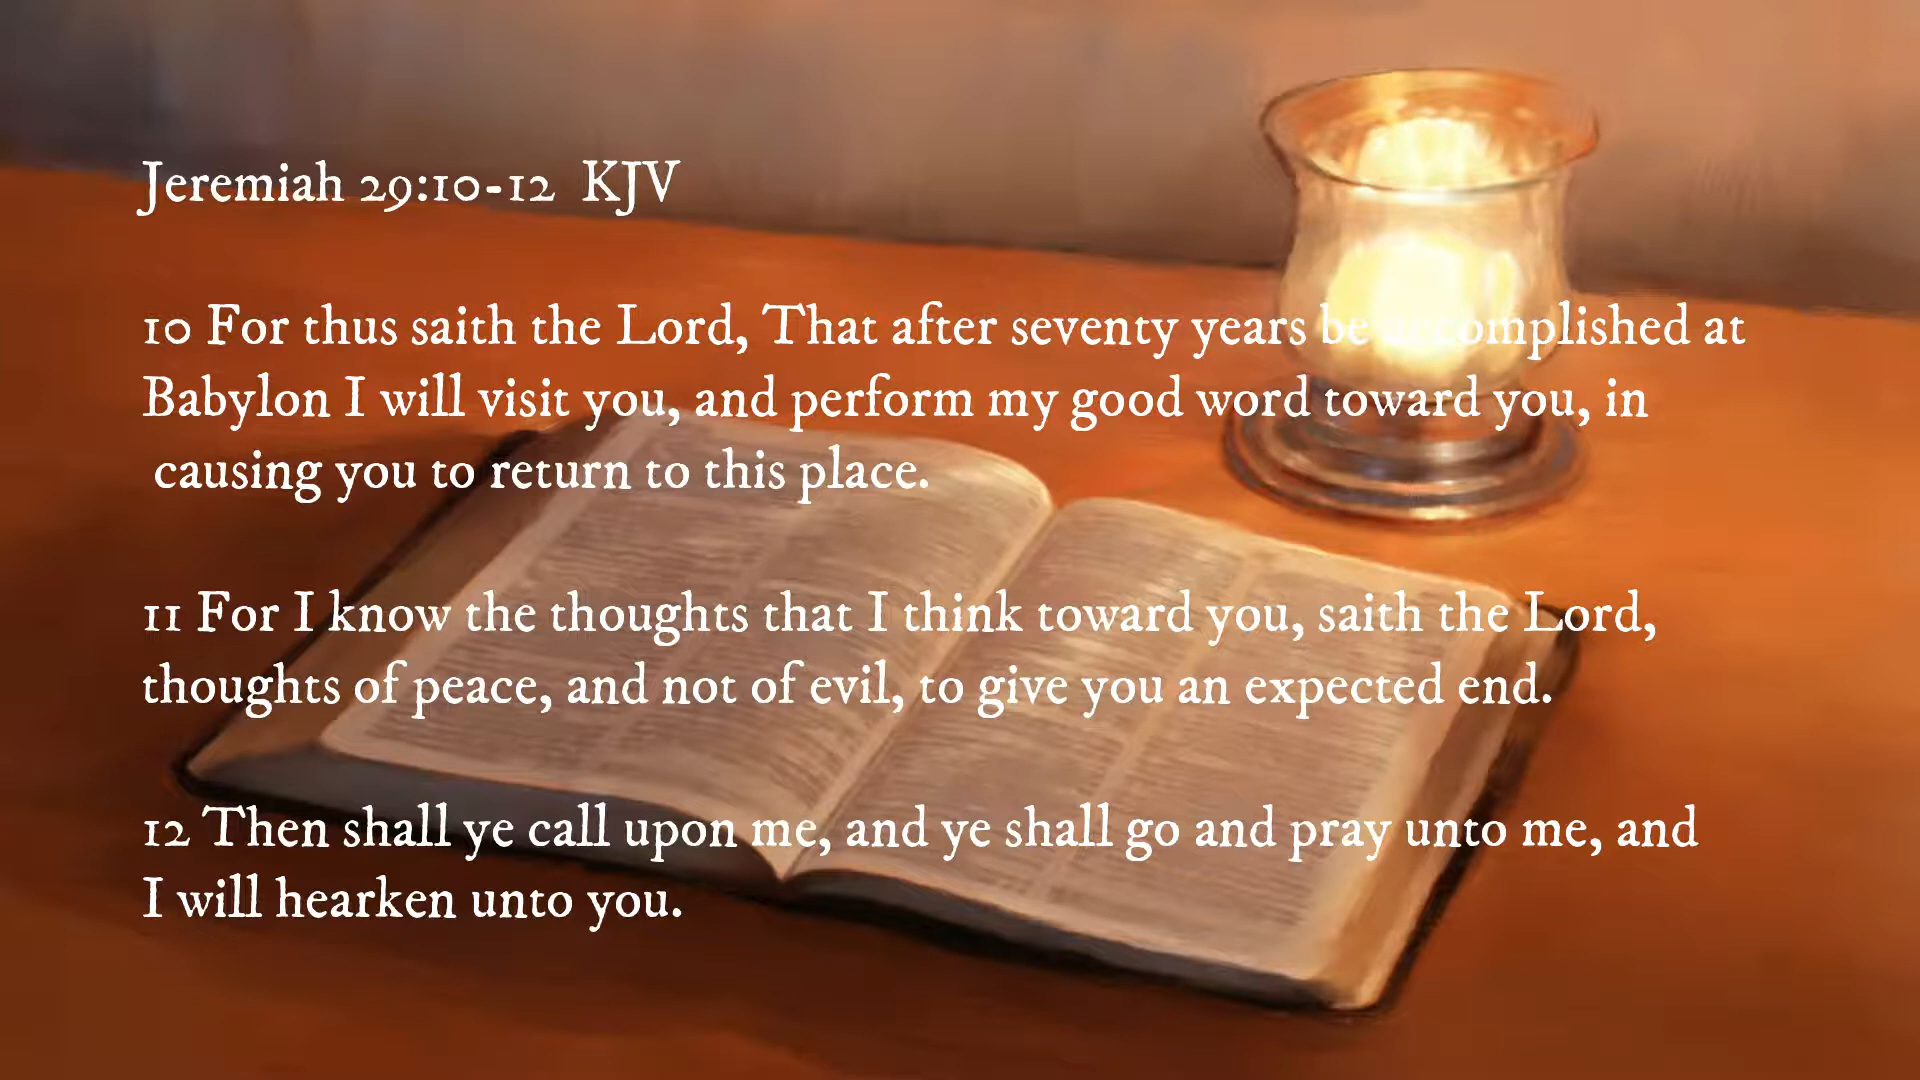 Jeremiah 29:10-12 KJV
10 For thus saith the Lord, That after seventy years be accomplished at
Babylon I will visit you, and perform my good word toward you, in
causing you to return to this place.
11 For I know the thoughts that I think toward you, saith the Lord,
thoughts of peace, and not of evil, to give you an expected end.
12 Then shall ye call upon me, and ye shall go and pray unto me, and
I will hearken unto you.